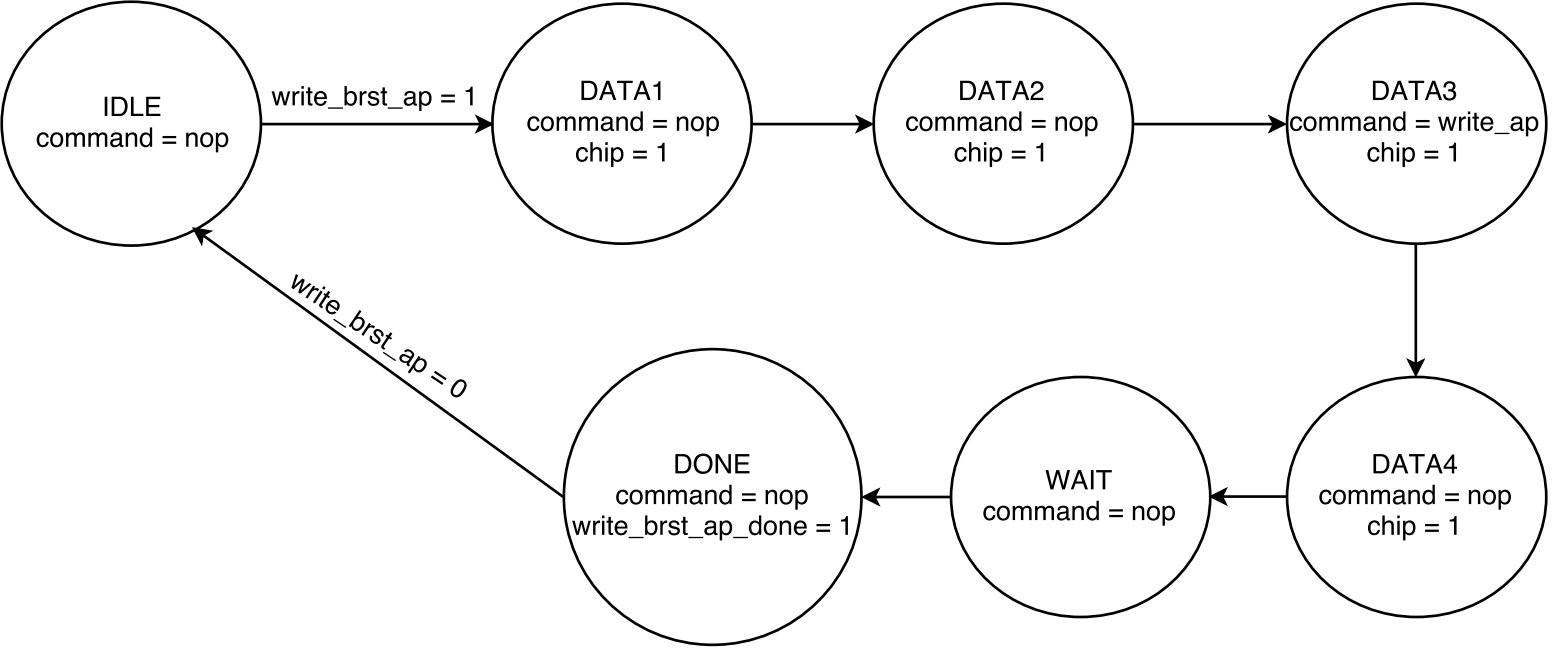 IDLE
command = nop
write_brst_ap = 1
DATA1
command = nop
chip = 1
DATA2
command = nop
chip = 1
DATA3
command = write_ap
chip = 1
write_brst_ap = 0
DONE
command = nop
write_brst_ap_done = 1
WAIT
command = nop
DATA4
command = nop
chip = 1